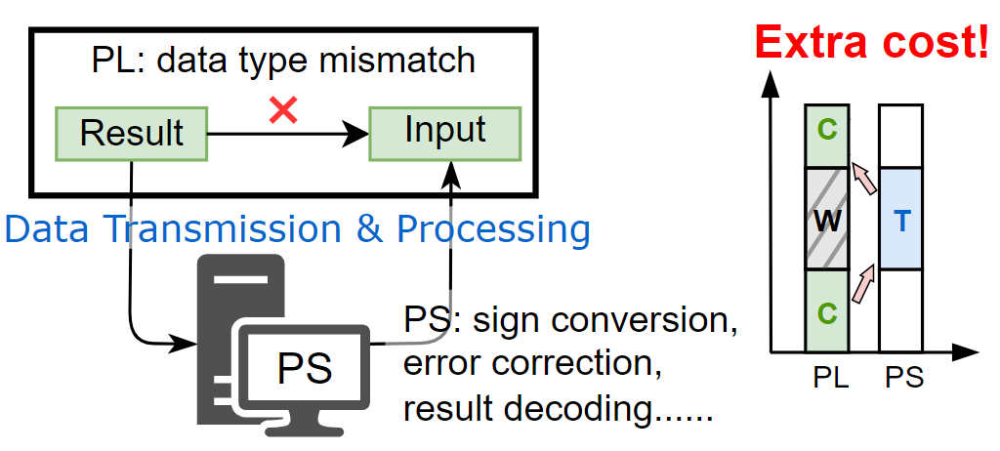 PL: data type mismatch
Result
Input
Data Transmission & Processing
PS
PS: sign conversion,
error correction,
result decoding......
Extra cost!
C
W
T
C
PL
PS